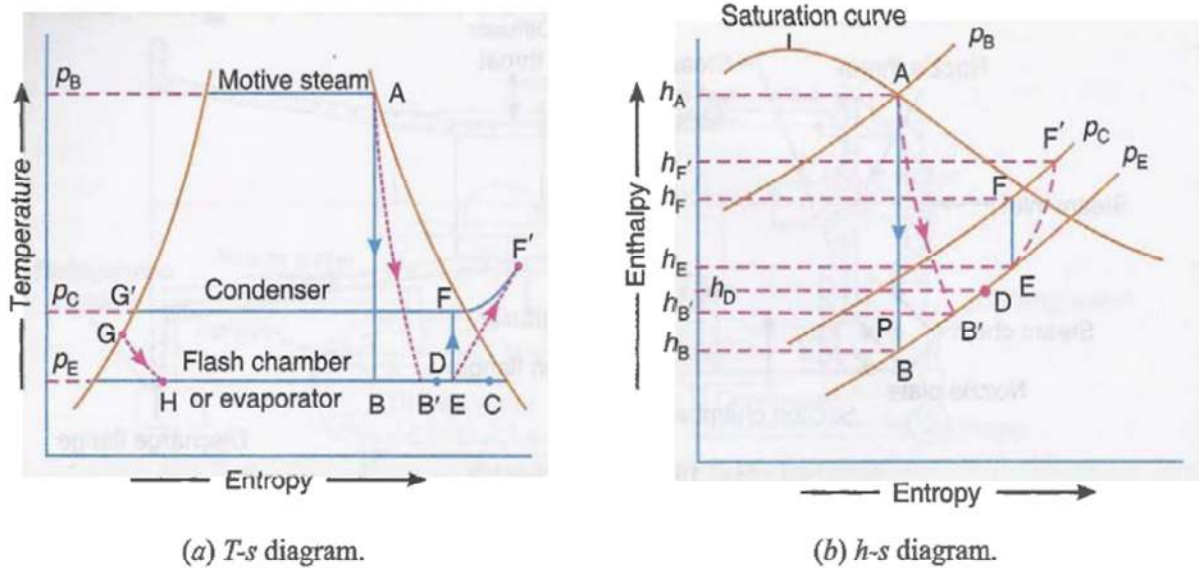 p_B
Motive steam
A
Temperature
p_C
G'
Condenser
F
F'
G
p_E
Flash chamber
D
H
or evaporator
B
B'
E
C
Entropy
(a) T-s diagram.
Saturation curve
p_B
A
h_A
F'
p_C
h_F'
p_E
F
h_F
Enthalpy
h_E
E
h_D
D
h_B'
P
B'
h_B
B
Entropy
(b) h-s diagram.